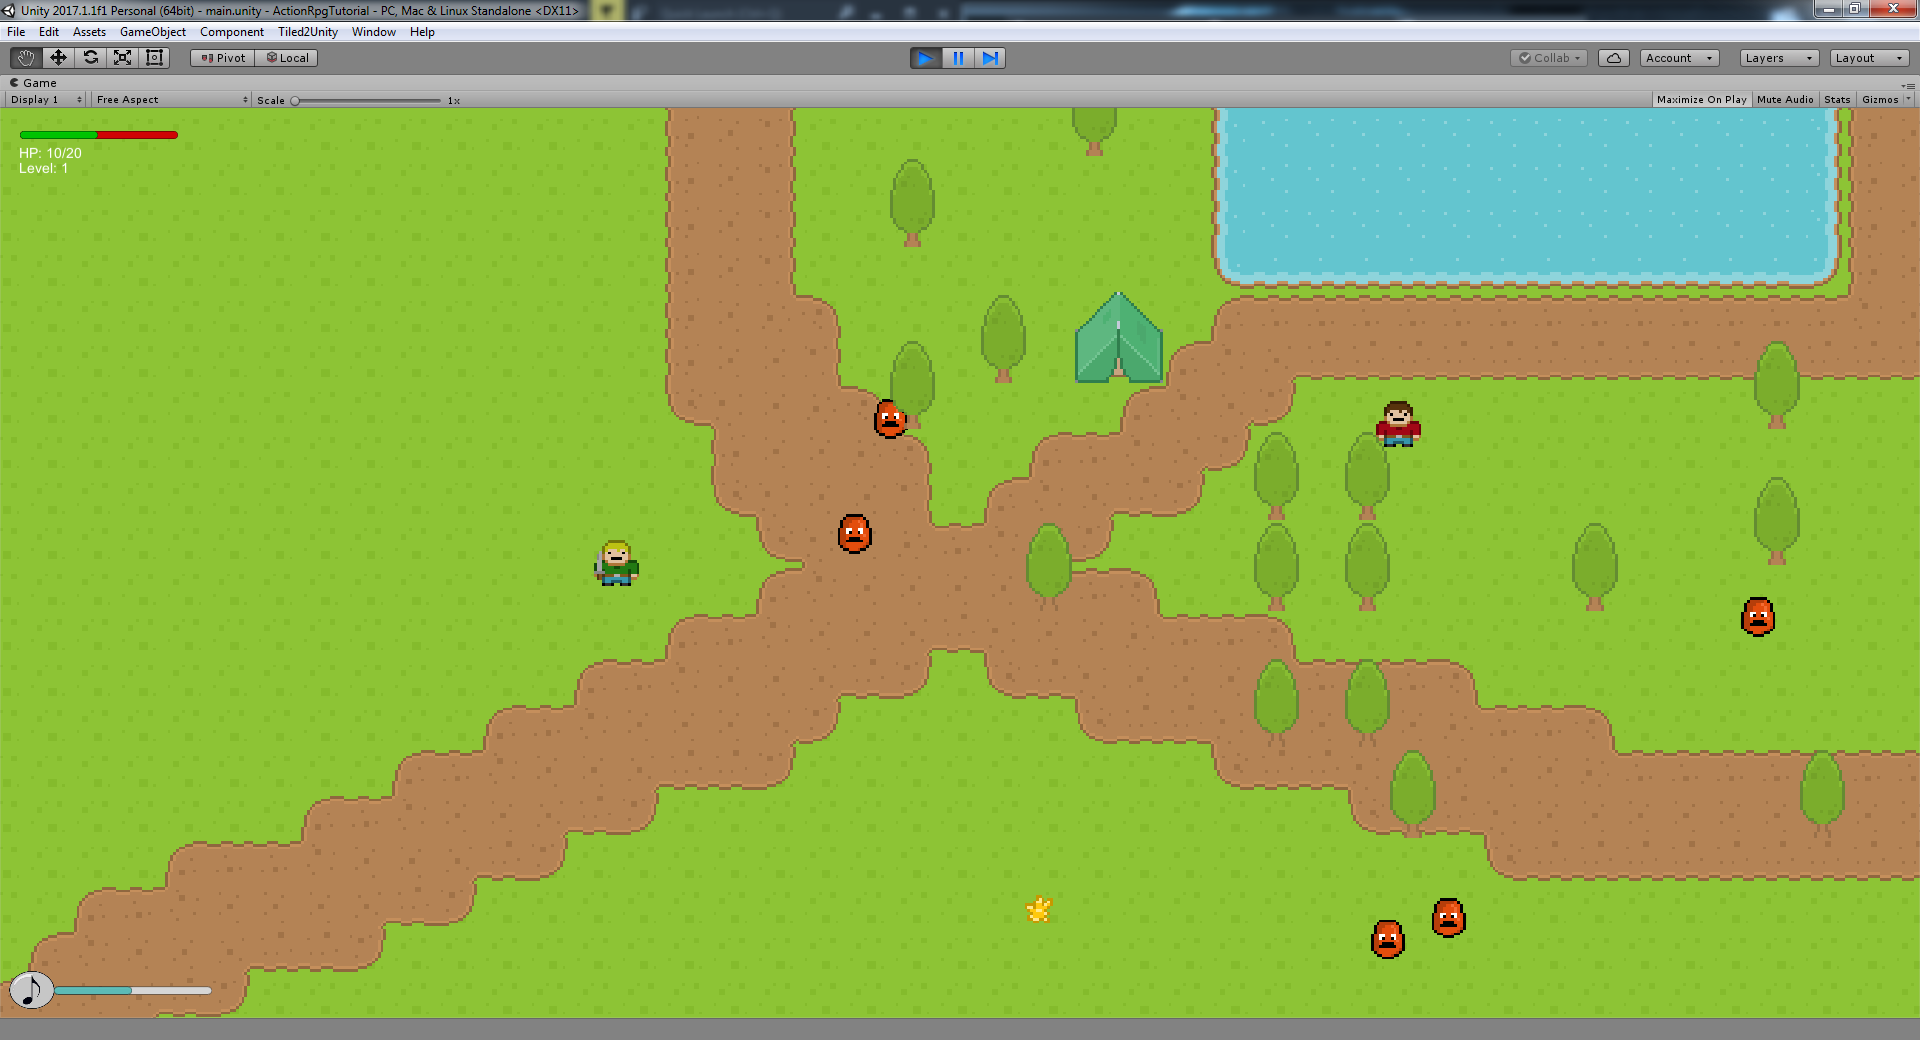 Unity 2017.1.1f1 Personal (64bit) - main.unity - ActionRpgTutorial - PC, Mac & Linux Standalone <DX11>
File Edit Assets GameObject Component Tiled2Unity Window Help
Pivot Local Collab Account Layers Layout
Game
Display 1 Free Aspect Scale 1x Maximize On Play Mute Audio Stats Gizmos
HP: 10/20
Level: 1